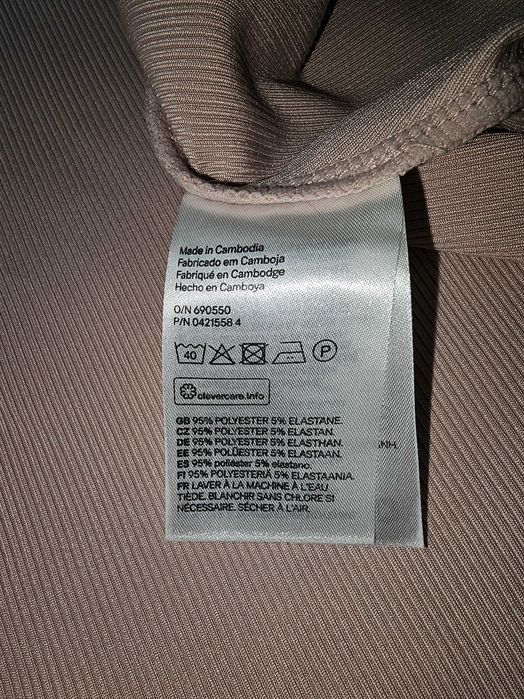 Made in Cambodia
Fabricado em Camboja
Fabriqué en Cambodge
Hecho en Camboya
O/N 690550
P/N 0421558 4
40 P
clevercare.info
GB 95% POLYESTER 5% ELASTANE.
CZ 95% POLYESTER 5% ELASTAN.
DE 95% POLYESTER 5% ELASTHAN.
EE 95% POLÜESTER 5% ELASTAAN.
ES 95% poliéster 5% elastano.
FI 95% POLYESTERIÄ 5% ELASTAANIA.
FR LAVER À LA MACHINE À L'EAU
TIÈDE. BLANCHIR SANS CHLORE SI
NÉCESSAIRE. SÉCHER À L'AIR.